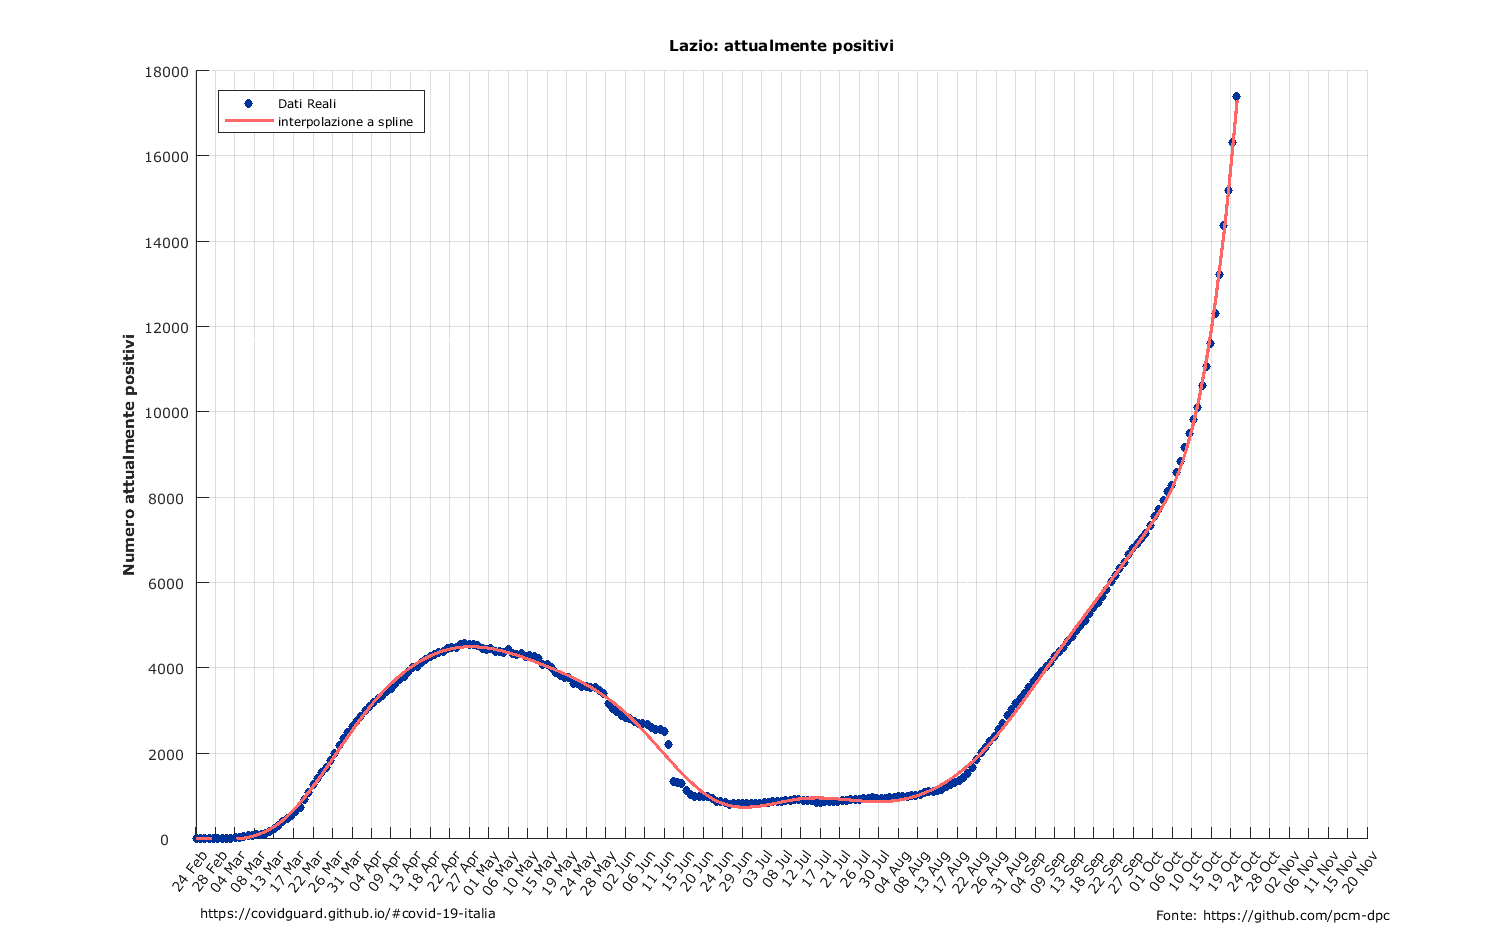 Lazio: attualmente positivi
18000
16000
14000
12000
10000
8000
6000
4000
2000
0
Dati Reali
interpolazione a spline
Numero attualmente positivi
24 Feb
28 Feb
04 Mar
08 Mar
13 Mar
17 Mar
22 Mar
26 Mar
31 Mar
04 Apr
09 Apr
13 Apr
18 Apr
22 Apr
27 Apr
01 May
06 May
10 May
15 May
19 May
24 May
28 May
02 Jun
06 Jun
11 Jun
15 Jun
20 Jun
24 Jun
29 Jun
03 Jul
08 Jul
12 Jul
17 Jul
21 Jul
26 Jul
30 Jul
04 Aug
08 Aug
13 Aug
17 Aug
22 Aug
26 Aug
31 Aug
04 Sep
09 Sep
13 Sep
18 Sep
22 Sep
27 Sep
01 Oct
06 Oct
10 Oct
15 Oct
19 Oct
24 Oct
28 Oct
02 Nov
06 Nov
11 Nov
15 Nov
20 Nov
https://covidguard.github.io/#covid-19-italia
Fonte: https://github.com/pcm-dpc